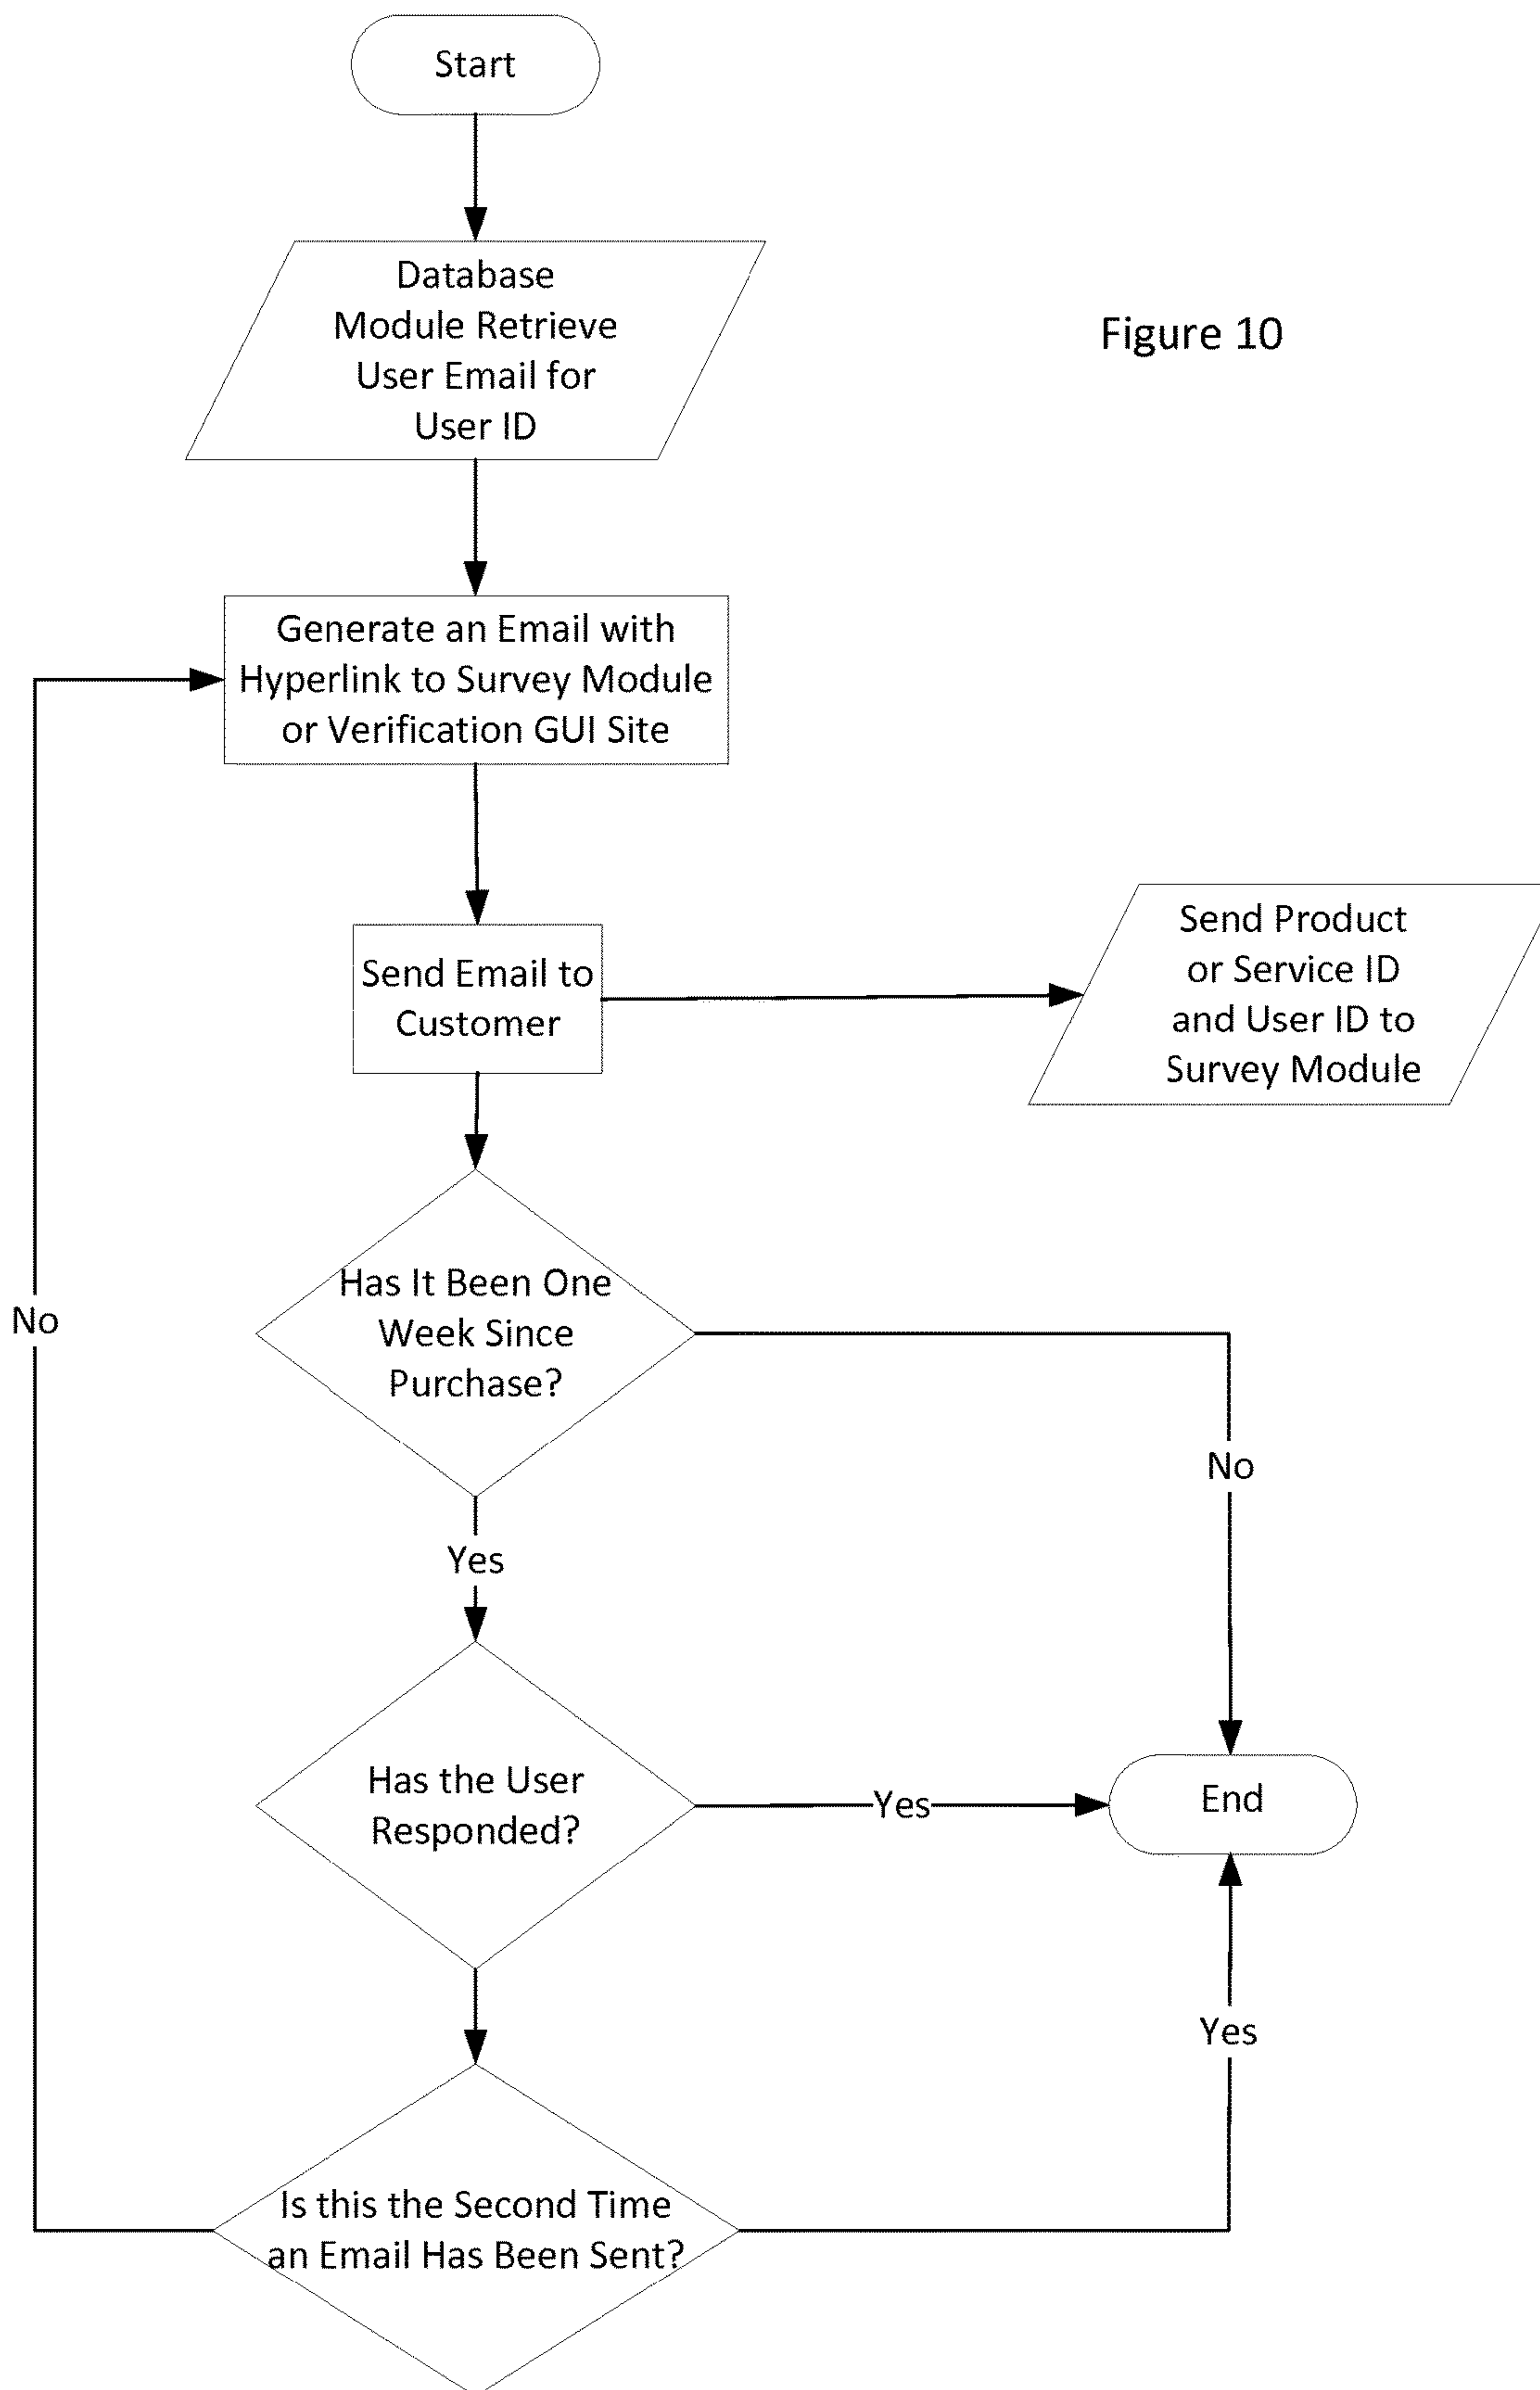 Start
Database
Module Retrieve
User Email for
User ID
Figure 10
Generate an Email with
Hyperlink to Survey Module
or Verification GUI Site
Send Email to
Customer
Send Product
or Service ID
and User ID to
Survey Module
Has It Been One
Week Since
Purchase?
No
No
Yes
Has the User
Responded?
Yes
End
Yes
Is this the Second Time
an Email Has Been Sent?